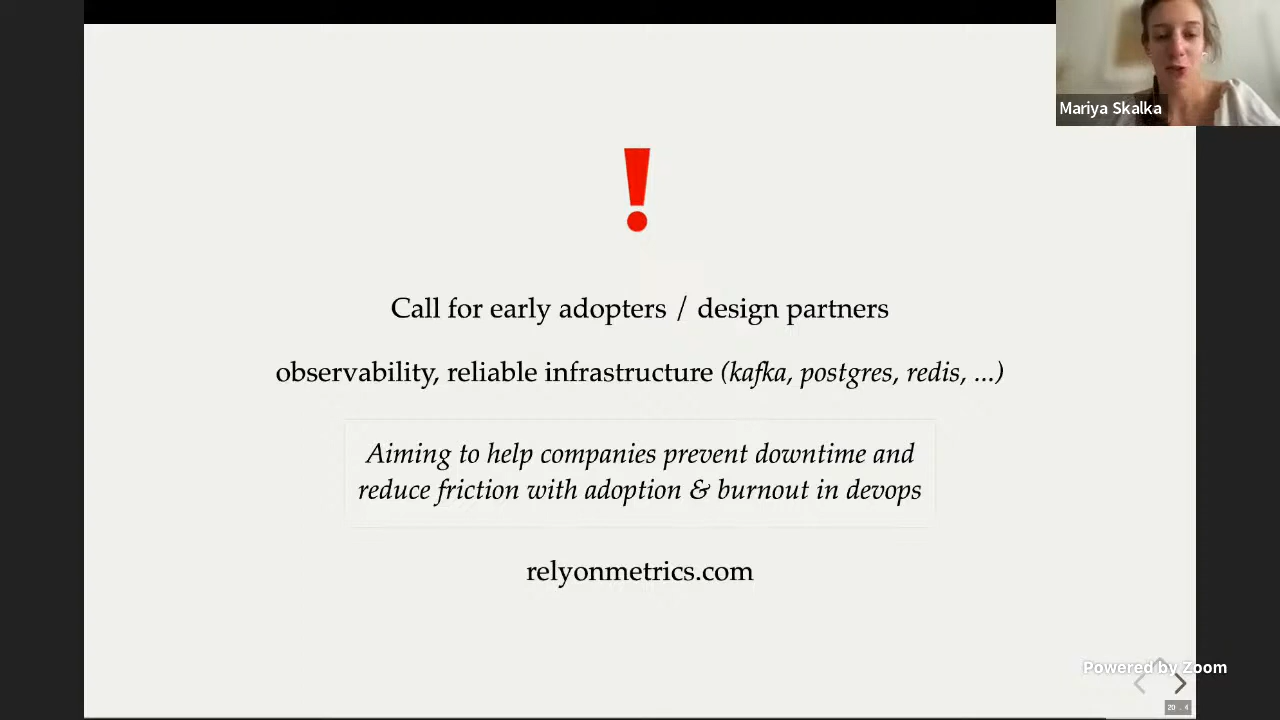 Mariya Skalka
!
Call for early adopters / design partners
observability, reliable infrastructure (kafka, postgres, redis, ...)
Aiming to help companies prevent downtime and
reduce friction with adoption & burnout in devops
relyonmetrics.com
Powered by Zoom